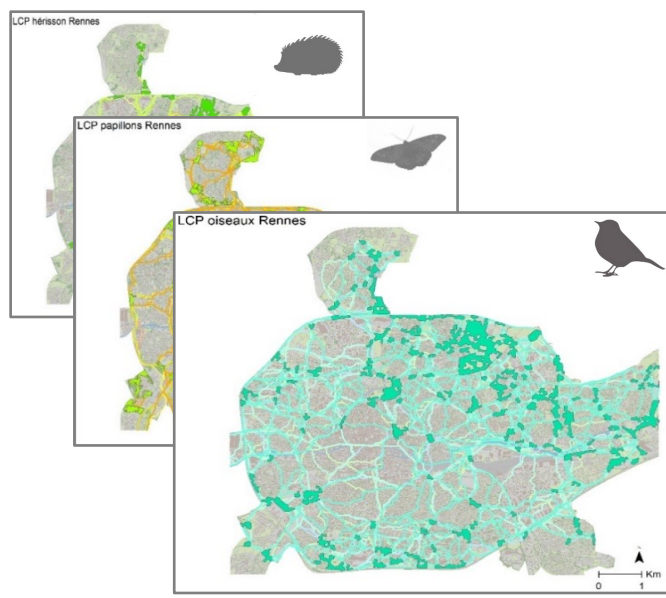 LCP hérisson Rennes
LCP papillons Rennes
LCP oiseaux Rennes
Km
0 1